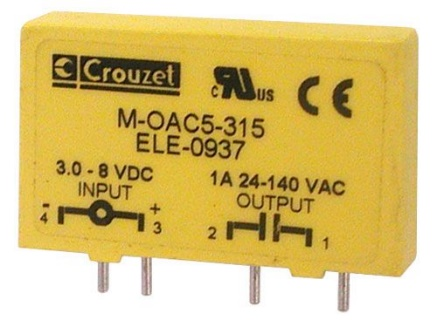 Crouzet
c RU US CE
M-OAC5-315
ELE-0937
3.0 - 8 VDC 1A 24-140 VAC
INPUT OUTPUT
- + 
4 3 2 1